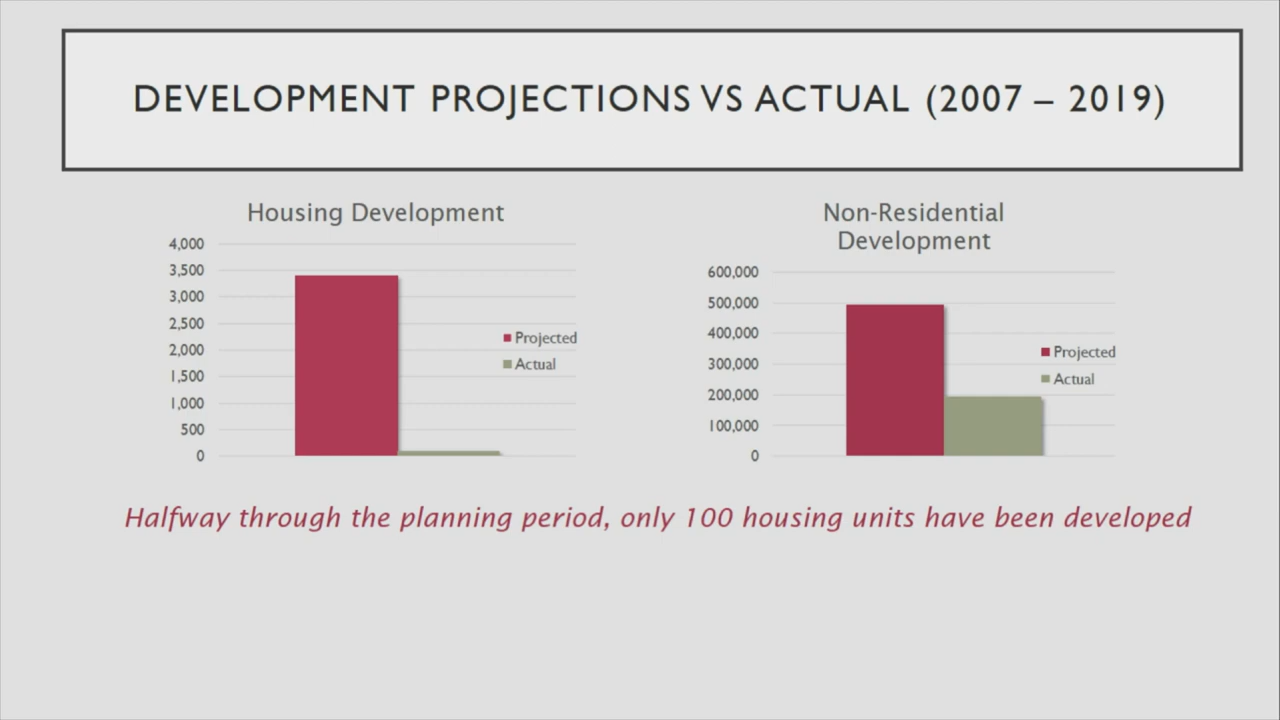 DEVELOPMENT PROJECTIONS VS ACTUAL (2007 – 2019)
Housing Development
4,000
3,500
3,000
2,500
2,000
1,500
1,000
500
0
Projected
Actual
Non-Residential
Development
600,000
500,000
400,000
300,000
200,000
100,000
0
Projected
Actual
Halfway through the planning period, only 100 housing units have been developed